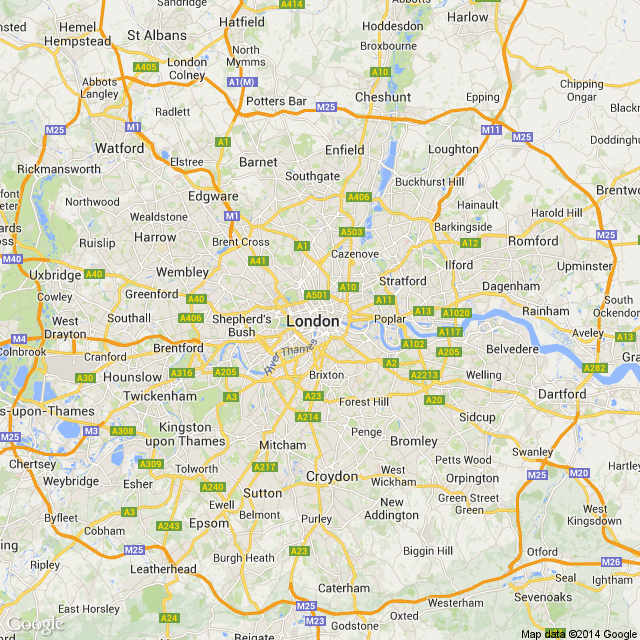 Hemel
Hempstead
Sandridge
A414
Hatfield
Abbots
Hoddesdon
Harlow
St Albans
Broxbourne
A405
London
Colney
North
Mymms
A10
Abbots
Langley
A1(M)
Chipping
Ongar
Potters Bar
M25
Cheshunt
Epping
Radlett
M25
M1
M11
M25
Doddinghurst
Watford
A1
Enfield
Loughton
Elstree
Barnet
Rickmansworth
Southgate
Buckhurst Hill
Edgware
A406
Northwood
Hainault
Harold Hill
M1
Wealdstone
Barkingside
A503
M25
Ruislip
Harrow
Brent Cross
A1
A12
Romford
Cazenove
M40
A41
Ilford
Upminster
Uxbridge
A40
Wembley
Stratford
Cowley
Greenford
A40
A501
A10
A11
Dagenham
South
Ockendon
West
Drayton
Southall
A406
Shepherd's
Bush
London
Poplar
A13
A1020
Rainham
M4
A117
Aveley
A13
Colnbrook
Cranford
Brentford
River Thames
A102
A205
Belvedere
A2
A282
A30
Hounslow
A316
A205
Brixton
A2213
Welling
Twickenham
A3
A23
Forest Hill
A20
Dartford
A214
Sidcup
M25
M3
A308
Kingston
upon Thames
Penge
Mitcham
Bromley
Chertsey
A309
Tolworth
A217
Petts Wood
Swanley
Weybridge
Esher
A240
Croydon
West
Wickham
Orpington
M25
M20
Sutton
Ewell
Green Street
Green
A3
Belmont
New
Addington
West
Kingsdown
Byfleet
A243
Epsom
Purley
Cobham
M25
A23
Biggin Hill
Otford
Ripley
Leatherhead
Burgh Heath
M26
Caterham
Seal
Ightham
East Horsley
M25
Westerham
Sevenoaks
A24
M23
Oxted
Reigate
Godstone
Google
Map data ©2014 Google